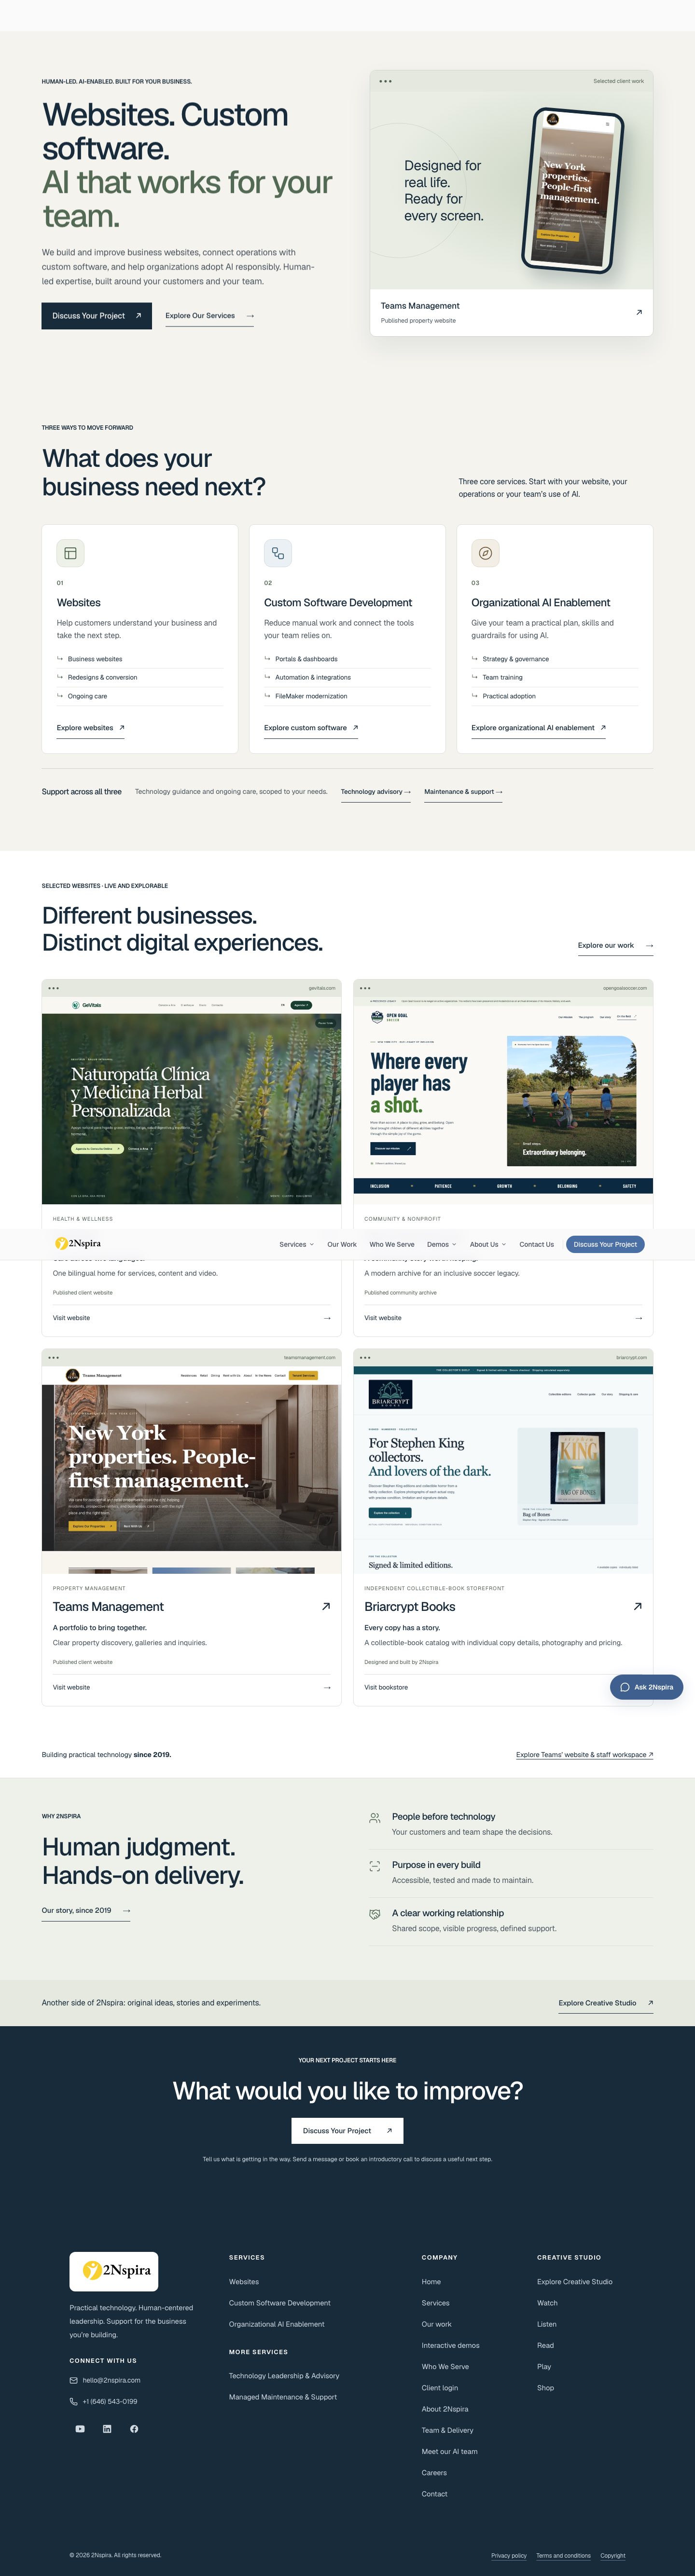 HUMAN-LED. AI-ENABLED. BUILT FOR YOUR BUSINESS.
Websites. Custom
software.
AI that works for your
team.
We build and improve business websites, connect operations with
custom software, and help organizations adopt AI responsibly. Human-
led expertise, built around your customers and your team.
Discuss Your Project
Explore Our Services
Selected client work
Designed for
real life.
Ready for
every screen.
New York
properties.
People-first
management.
Teams Management
Published property website
THREE WAYS TO MOVE FORWARD
What does your
business need next?
Three core services. Start with your website, your
operations or your team's use of AI.
01
Websites
Help customers understand your business and
take the next step.
Business websites
Redesigns & conversion
Ongoing care
Explore websites
02
Custom Software Development
Reduce manual work and connect the tools
your team relies on.
Portals & dashboards
Automation & integrations
FileMaker modernization
Explore custom software
03
Organizational AI Enablement
Give your team a practical plan, skills and
guardrails for using AI.
Strategy & governance
Team training
Practical adoption
Explore organizational AI enablement
Support across all three
Technology guidance and ongoing care, scoped to your needs.
Technology advisory →
Maintenance & support →
SELECTED WEBSITES · LIVE AND EXPLORABLE
Different businesses.
Distinct digital experiences.
Explore our work
gevitals.com
GeVitals
Naturopatía Clínica
y Medicina Herbal
Personalizada
HEALTH & WELLNESS
opengoalsoccer.com
OPEN GOAL
SOCCER
Where every
player has
a shot.
Extraordinary belonging.
INCLUSION
PATIENCE
GROWTH
BELONGING
SAFETY
COMMUNITY & NONPROFIT
2Nspira
Services
Our Work
Who We Serve
Demos
About Us
Contact Us
Discuss Your Project
One bilingual home for services, content and video.
Published client website
Visit website
A modern archive for an inclusive soccer legacy.
Published community archive
Visit website
teamsmanagement.com
Teams Management
New York
properties. People-
first management.
PROPERTY MANAGEMENT
Teams Management
A portfolio to bring together.
Clear property discovery, galleries and inquiries.
Published client website
Visit website
briarcrypt.com
BRIARCRYPT
BOOKS
For Stephen King
collectors.
And lovers of the dark.
KING
BAG OF BONES
Bag of Bones
Signed & limited editions.
INDEPENDENT COLLECTIBLE-BOOK STOREFRONT
Briarcrypt Books
Every copy has a story.
A collectible-book catalog with individual copy details, photography and pricing.
Designed and built by 2Nspira
Visit bookstore
Ask 2Nspira
Building practical technology since 2019.
Explore Teams' website & staff workspace ↗
WHY 2NSPIRA
Human judgment.
Hands-on delivery.
Our story, since 2019
People before technology
Your customers and team shape the decisions.
Purpose in every build
Accessible, tested and made to maintain.
A clear working relationship
Shared scope, visible progress, defined support.
Another side of 2Nspira: original ideas, stories and experiments.
Explore Creative Studio
YOUR NEXT PROJECT STARTS HERE
What would you like to improve?
Discuss Your Project
Tell us what is getting in the way. Send a message or book an introductory call to discuss a useful next step.
2Nspira
Practical technology. Human-centered
leadership. Support for the business
you're building.
CONNECT WITH US
hello@2nspira.com
+1 (646) 543-0199
SERVICES
Websites
Custom Software Development
Organizational AI Enablement
MORE SERVICES
Technology Leadership & Advisory
Managed Maintenance & Support
COMPANY
Home
Services
Our work
Interactive demos
Who We Serve
Client login
About 2Nspira
Team & Delivery
Meet our AI team
Careers
Contact
CREATIVE STUDIO
Explore Creative Studio
Watch
Listen
Read
Play
Shop
© 2026 2Nspira. All rights reserved.
Privacy policy
Terms and conditions
Copyright